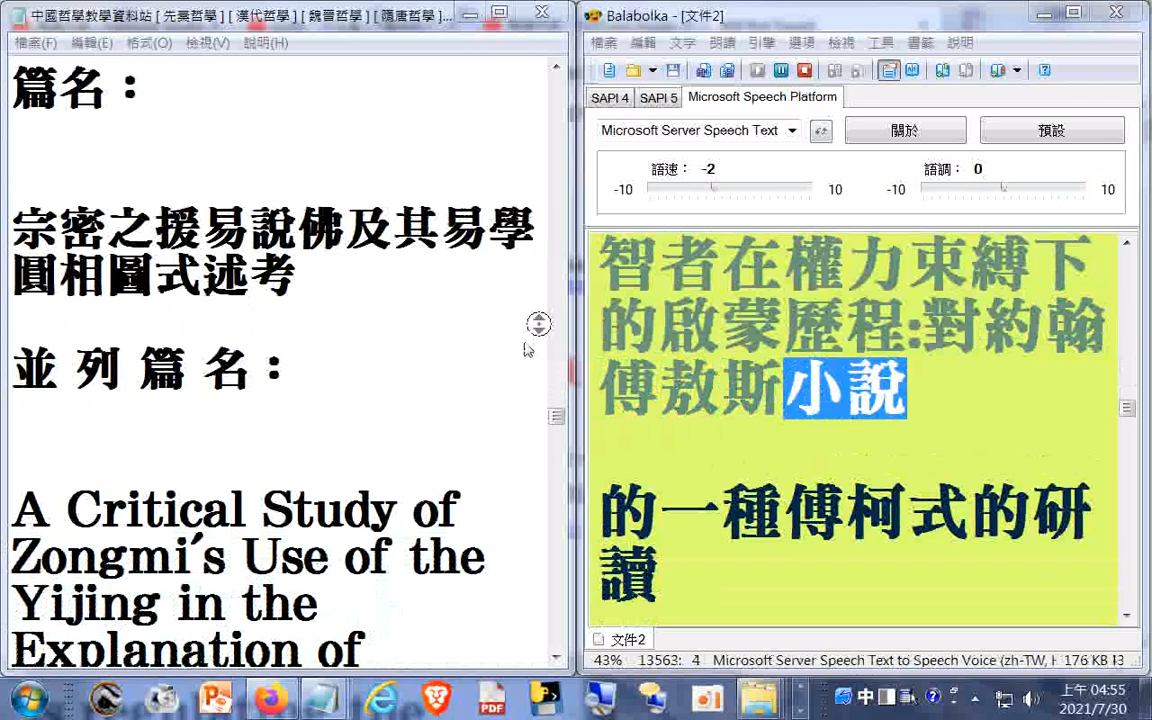 中國哲學教學資料站 [ 先秦哲學 ] [ 漢代哲學 ] [ 魏晉哲學 ] [ 隋唐哲學 ]...
檔案(F) 編輯(E) 格式(O) 檢視(V) 說明(H)
篇名：
宗密之援易說佛及其易學
圓相圖式述考
並 列 篇 名：
A Critical Study of
Zongmi's Use of the
Yijing in the
Explanation of
Balabolka - [文件2]
檔案 編輯 文字 朗讀 引擎 選項 檢視 工具 書籤 說明
SAPI 4 SAPI 5 Microsoft Speech Platform
Microsoft Server Speech Text 關於 預設
語速： -2 語調： 0
-10 10 -10 10
智者在權力束縛下
的啟蒙歷程:對約翰
傅敖斯小說
的一種傅柯式的研
讀
文件2
43% 13563: 4 Microsoft Server Speech Text to Speech Voice (zh-TW, H 176 KB
中
上午 04:55
2021/7/30